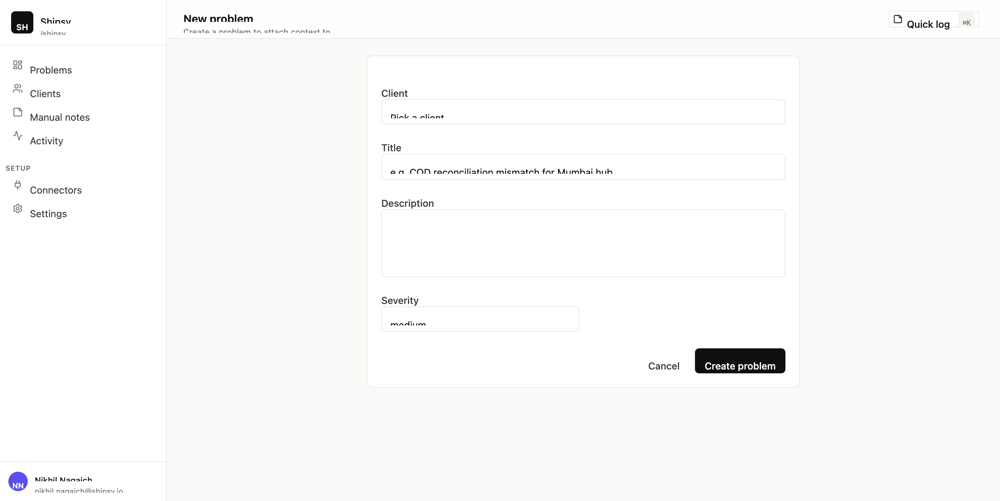 SH
Shipsy
/shipsy
Problems
Clients
Manual notes
Activity
SETUP
Connectors
Settings
NN
Nikhil Nagaich
nikhil.nagaich@shipsy.io
New problem
Create a problem to attach context to
Quick log ⌘K
Client
Pick a client
Title
e.g. COD reconciliation mismatch for Mumbai hub
Description
Severity
medium
Cancel
Create problem